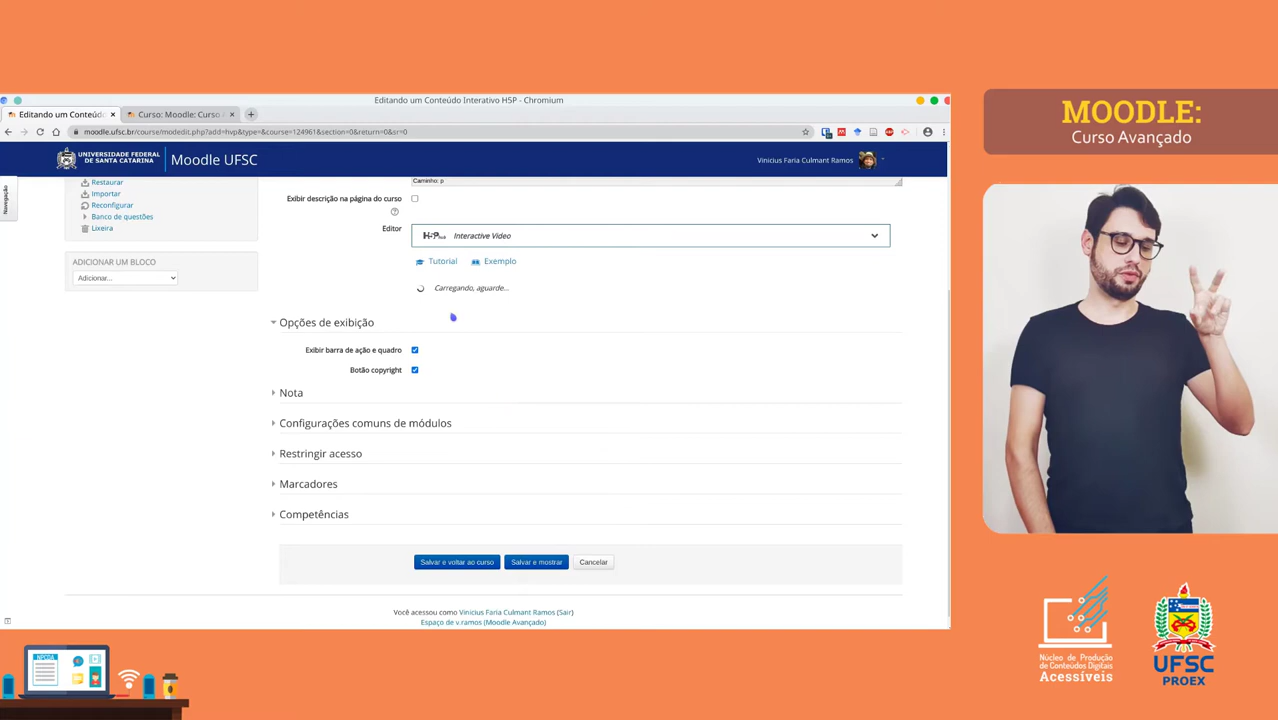 Editando um Conteúdo Interativo H5P - Chromium
Editando um Conteúdo
Curso: Moodle: Curso A
moodle.ufsc.br/course/modedit.php?add=hvp&type=&course=124961&section=0&return=0&sr=0
UNIVERSIDADE FEDERAL
DE SANTA CATARINA
Moodle UFSC
Vinicius Faria Culmant Ramos
Navegação
Restaurar
Importar
Reconfigurar
Banco de questões
Lixeira
ADICIONAR UM BLOCO
Adicionar...
Caminho: p
Exibir descrição na página do curso
Editor
Interactive Video
Tutorial
Exemplo
Carregando, aguarde...
Opções de exibição
Exibir barra de ação e quadro
Botão copyright
Nota
Configurações comuns de módulos
Restringir acesso
Marcadores
Competências
Salvar e voltar ao curso
Salvar e mostrar
Cancelar
Você acessou como Vinicius Faria Culmant Ramos (Sair)
Espaço de v.ramos (Moodle Avançado)
MOODLE:
Curso Avançado
Núcleo de Produção
de Conteúdos Digitais
Acessíveis
UFSC
PROEX